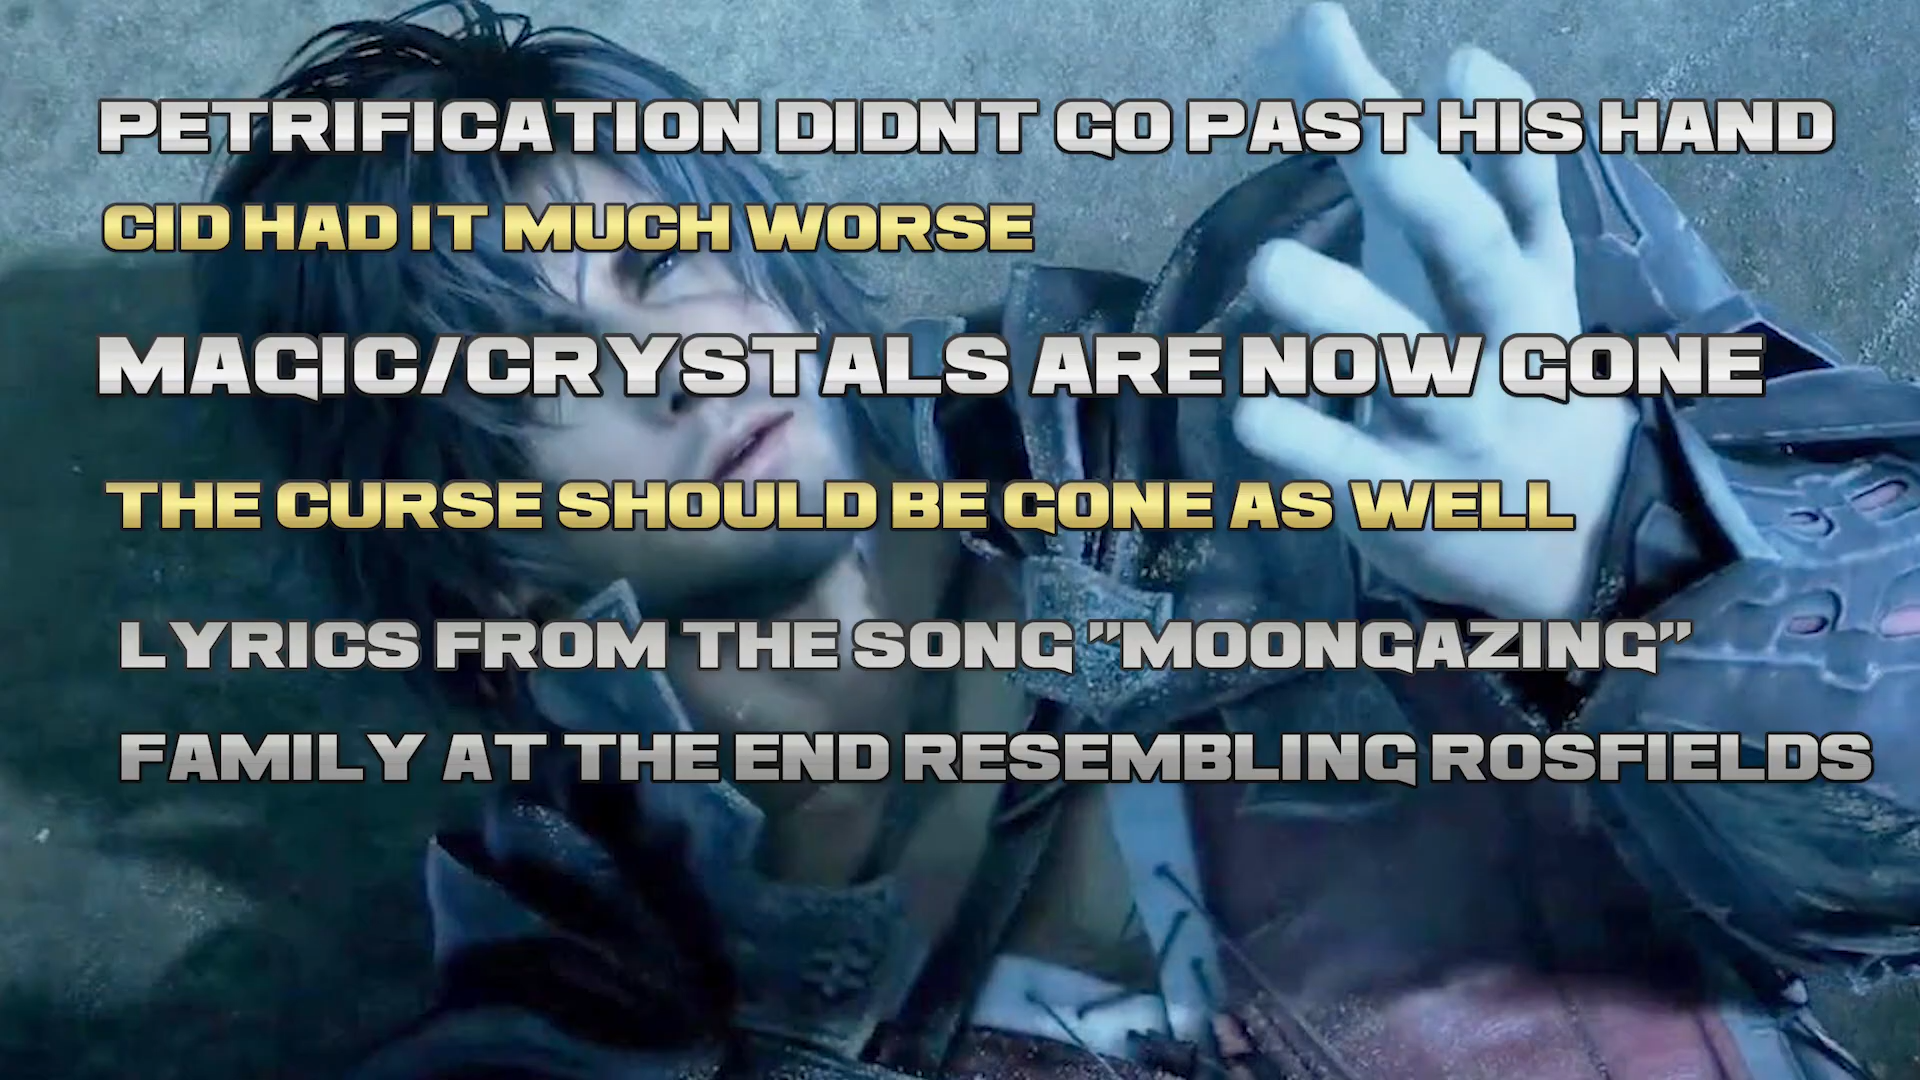 PETRIFICATION DIDNT GO PAST HIS HAND
CID HAD IT MUCH WORSE
MAGIC/CRYSTALS ARE NOW GONE
THE CURSE SHOULD BE GONE AS WELL
LYRICS FROM THE SONG "MOONGAZING"
FAMILY AT THE END RESEMBLING ROSFIELDS